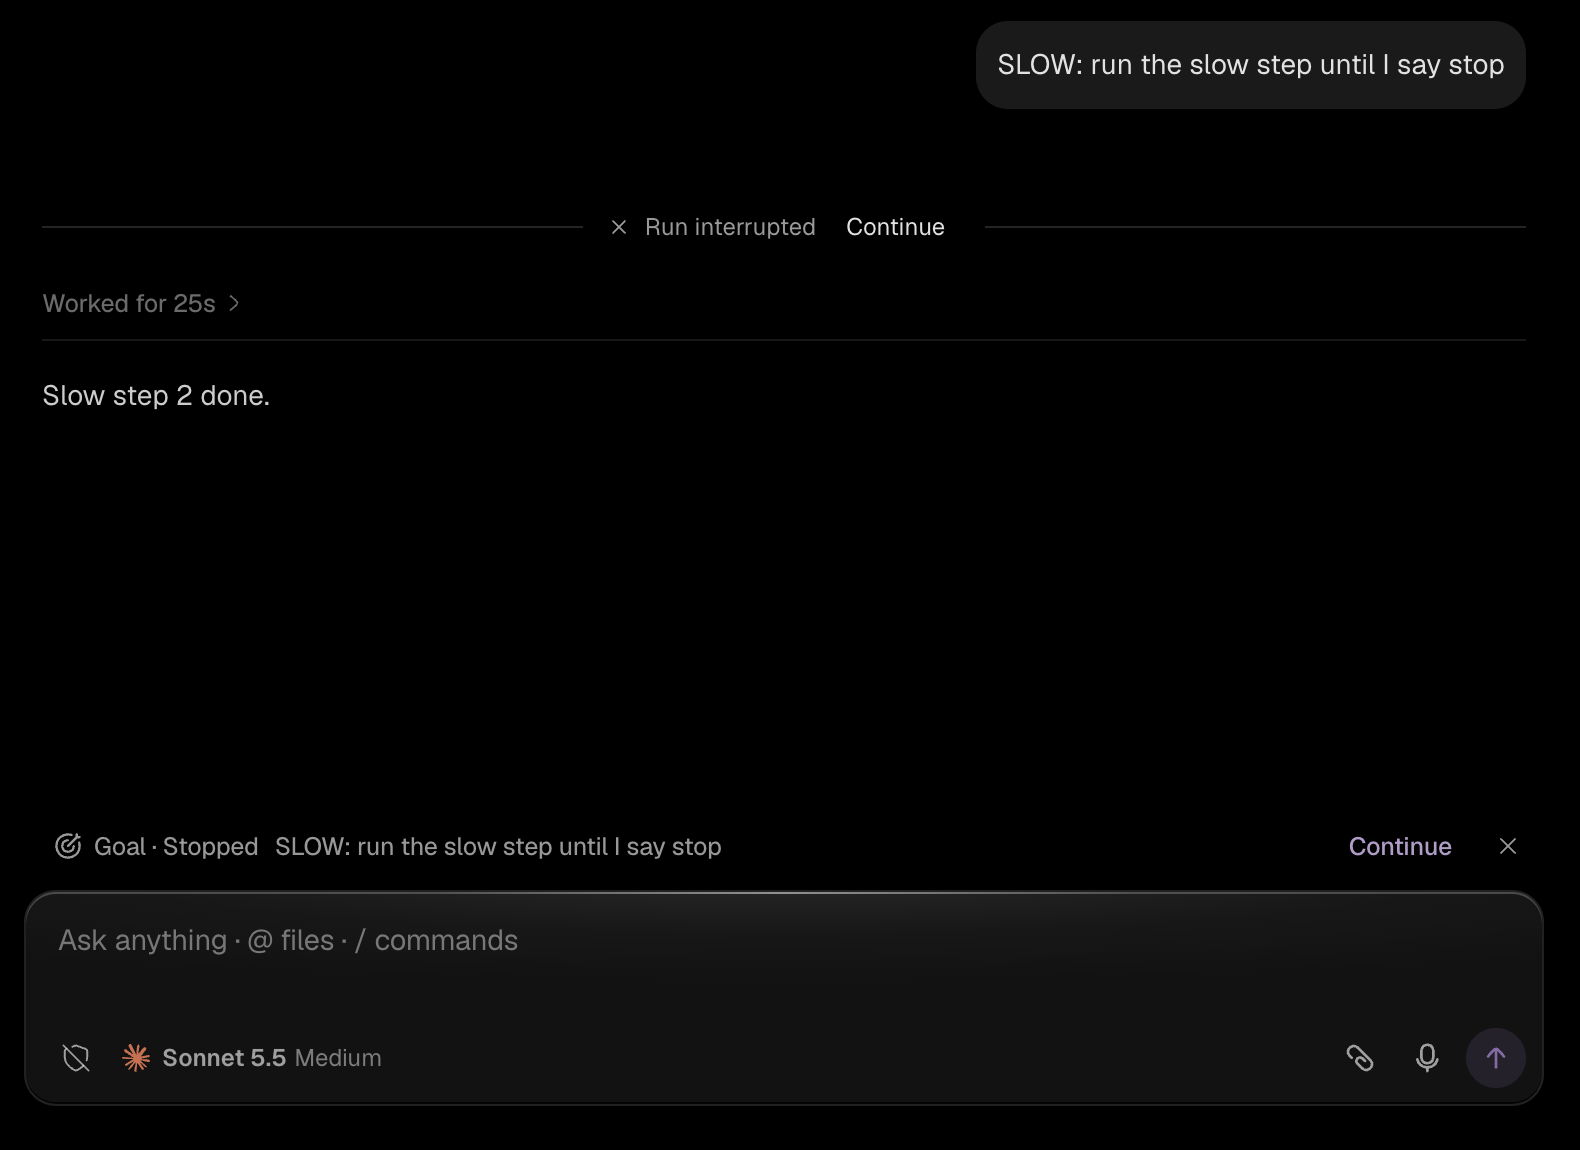 SLOW: run the slow step until I say stop
Run interrupted Continue
Worked for 25s
Slow step 2 done.
Goal · Stopped SLOW: run the slow step until I say stop Continue
Ask anything · @ files · / commands
Sonnet 5.5 Medium